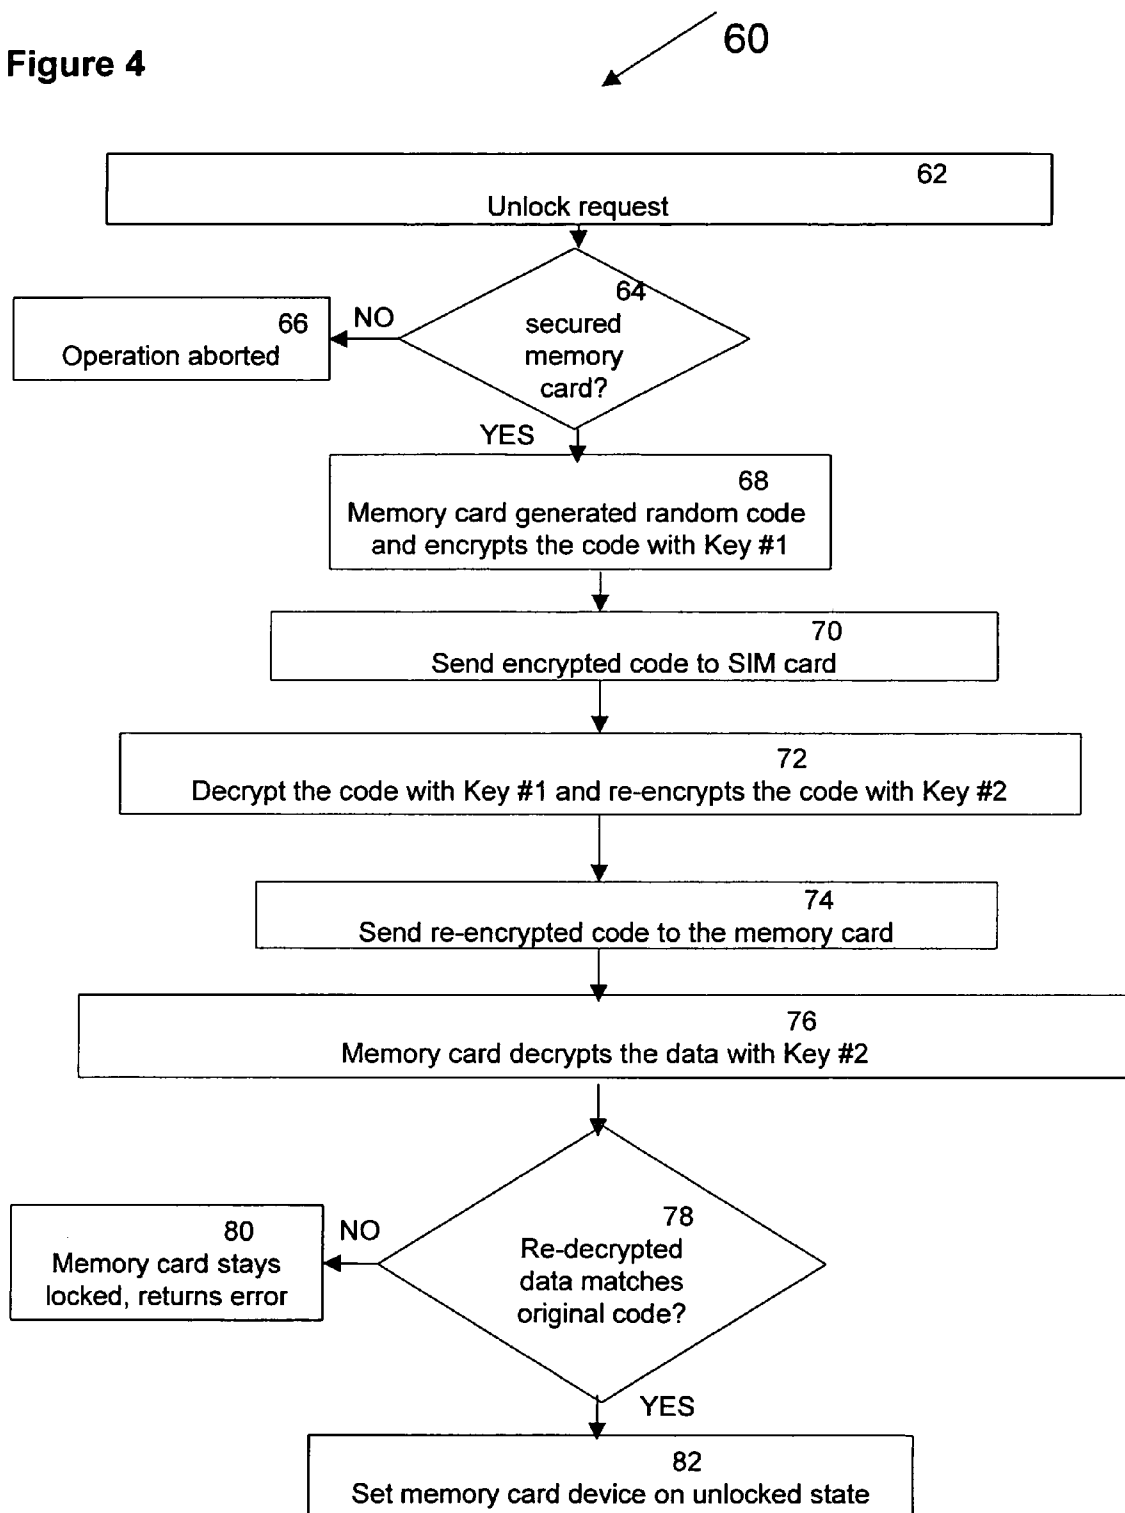 60
Figure 4
62
Unlock request
64
secured
memory
card?
NO
66
Operation aborted
YES
68
Memory card generated random code
and encrypts the code with Key #1
70
Send encrypted code to SIM card
72
Decrypt the code with Key #1 and re-encrypts the code with Key #2
74
Send re-encrypted code to the memory card
76
Memory card decrypts the data with Key #2
78
Re-decrypted
data matches
original code?
NO
80
Memory card stays
locked, returns error
YES
82
Set memory card device on unlocked state